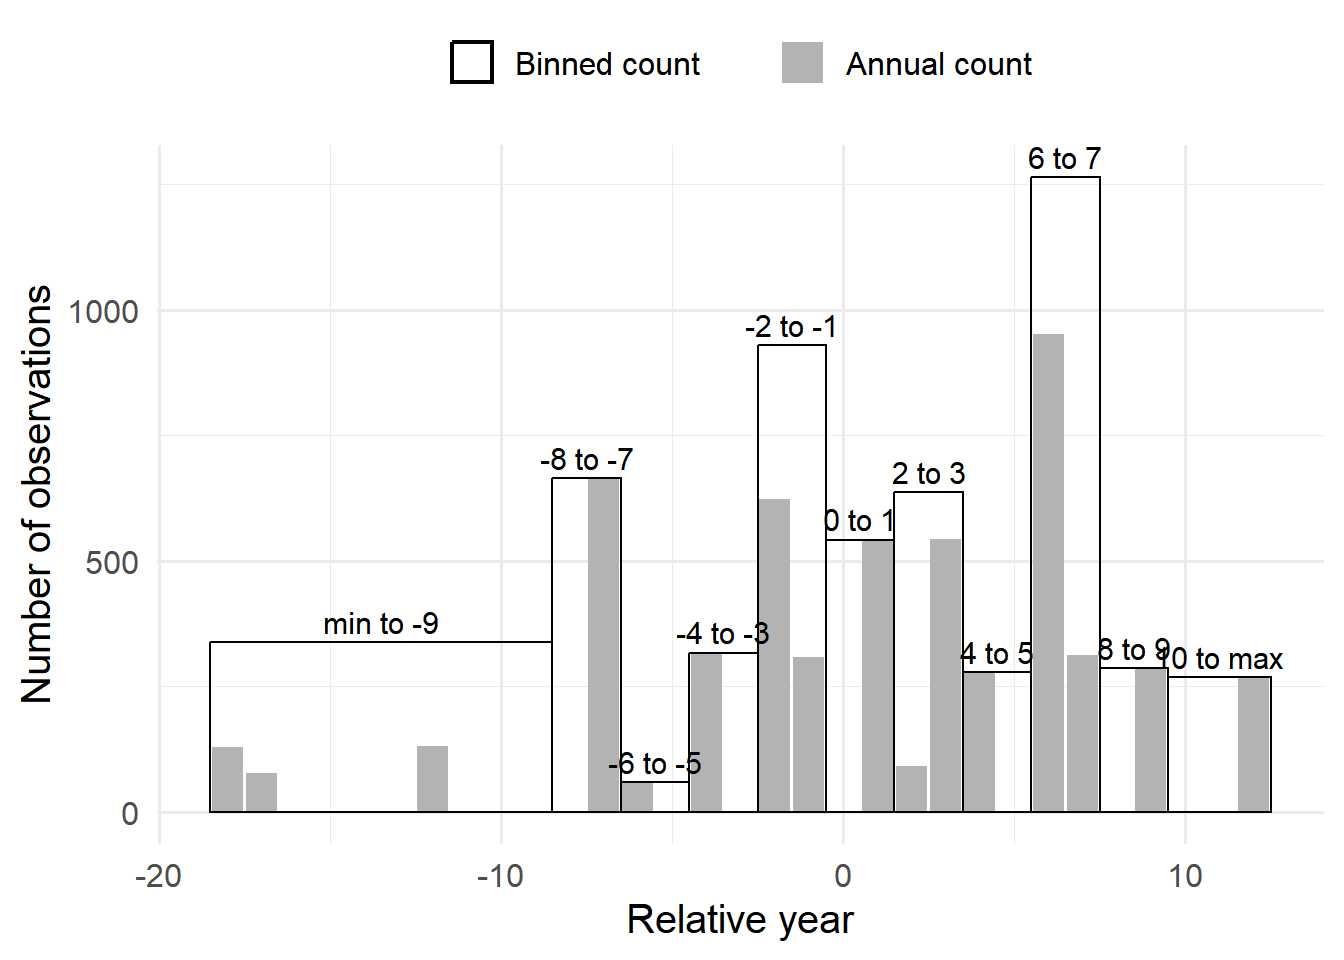 Binned count
Annual count
Number of observations
1000
500
0
6 to 7
-2 to -1
-8 to -7
2 to 3
0 to 1
min to -9
-4 to -3
4 to 5
8 to 9
10 to max
-6 to -5
-20
-10
0
10
Relative year